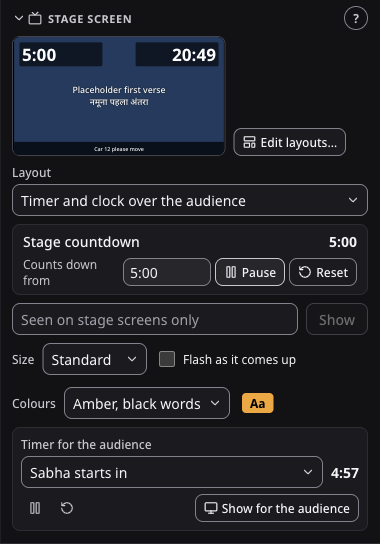 STAGE SCREEN
?
5:00
20:49
Placeholder first verse
नमूना पहला अंतरा
Car 12 please move
Edit layouts...
Layout
Timer and clock over the audience
Stage countdown
5:00
Counts down from
5:00
Pause
Reset
Seen on stage screens only
Show
Size
Standard
Flash as it comes up
Colours
Amber, black words
Aa
Timer for the audience
Sabha starts in
4:57
Show for the audience